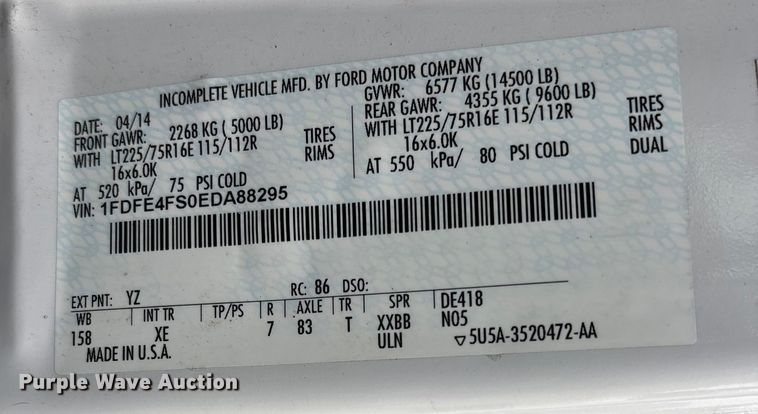 INCOMPLETE VEHICLE MFD. BY FORD MOTOR COMPANY
DATE: 04/14 GVWR: 6577 KG (14500 LB)
FRONT GAWR: 2268 KG (5000 LB) REAR GAWR: 4355 KG (9600 LB)
WITH LT225/75R16E 115/112R TIRES WITH LT225/75R16E 115/112R TIRES
16x6.0K RIMS 16x6.0K RIMS
AT 520 kPa/ 75 PSI COLD AT 550 kPa/ 80 PSI COLD DUAL
VIN: 1FDFE4FS0EDA88295
EXT PNT: YZ RC: 86 DSO:
WB INT TR TP/PS R AXLE TR SPR DE418
158 XE 7 83 T XXBB N05
MADE IN U.S.A. ULN ▽5U5A-3520472-AA
Purple Wave Auction